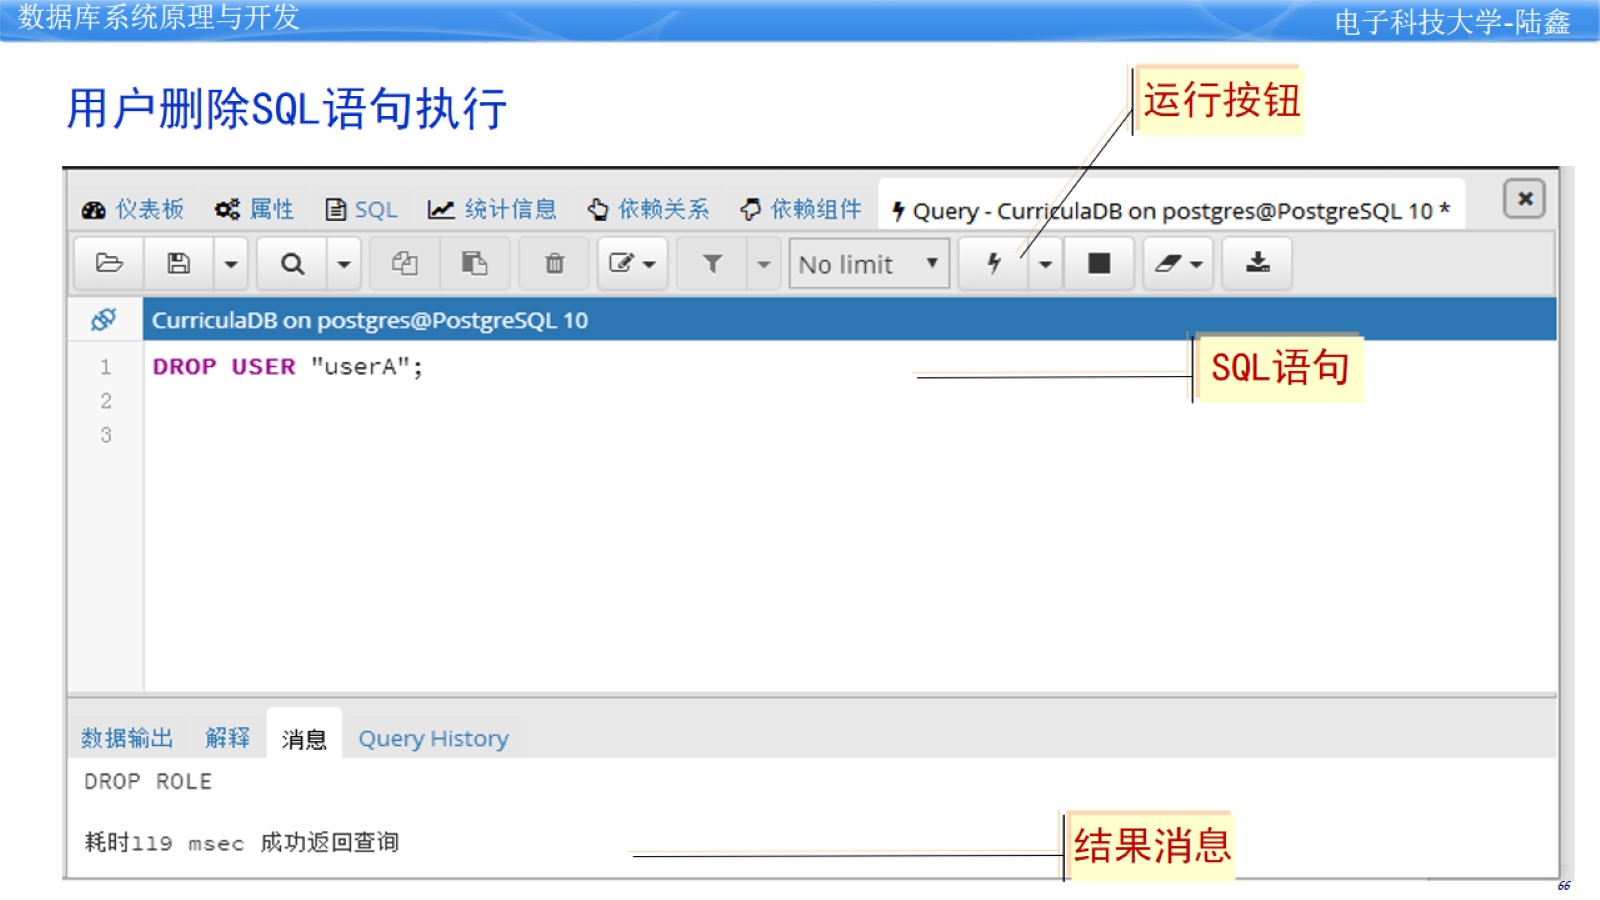 数据库系统原理与开发
电子科技大学-陆鑫
用户删除SQL语句执行
运行按钮
仪表板 属性 SQL 统计信息 依赖关系 依赖组件 Query - CurriculaDB on postgres@PostgreSQL 10 *
No limit
CurriculaDB on postgres@PostgreSQL 10
1 DROP USER "userA";
2
3
SQL语句
数据输出 解释 消息 Query History
DROP ROLE
耗时119 msec 成功返回查询
结果消息
66